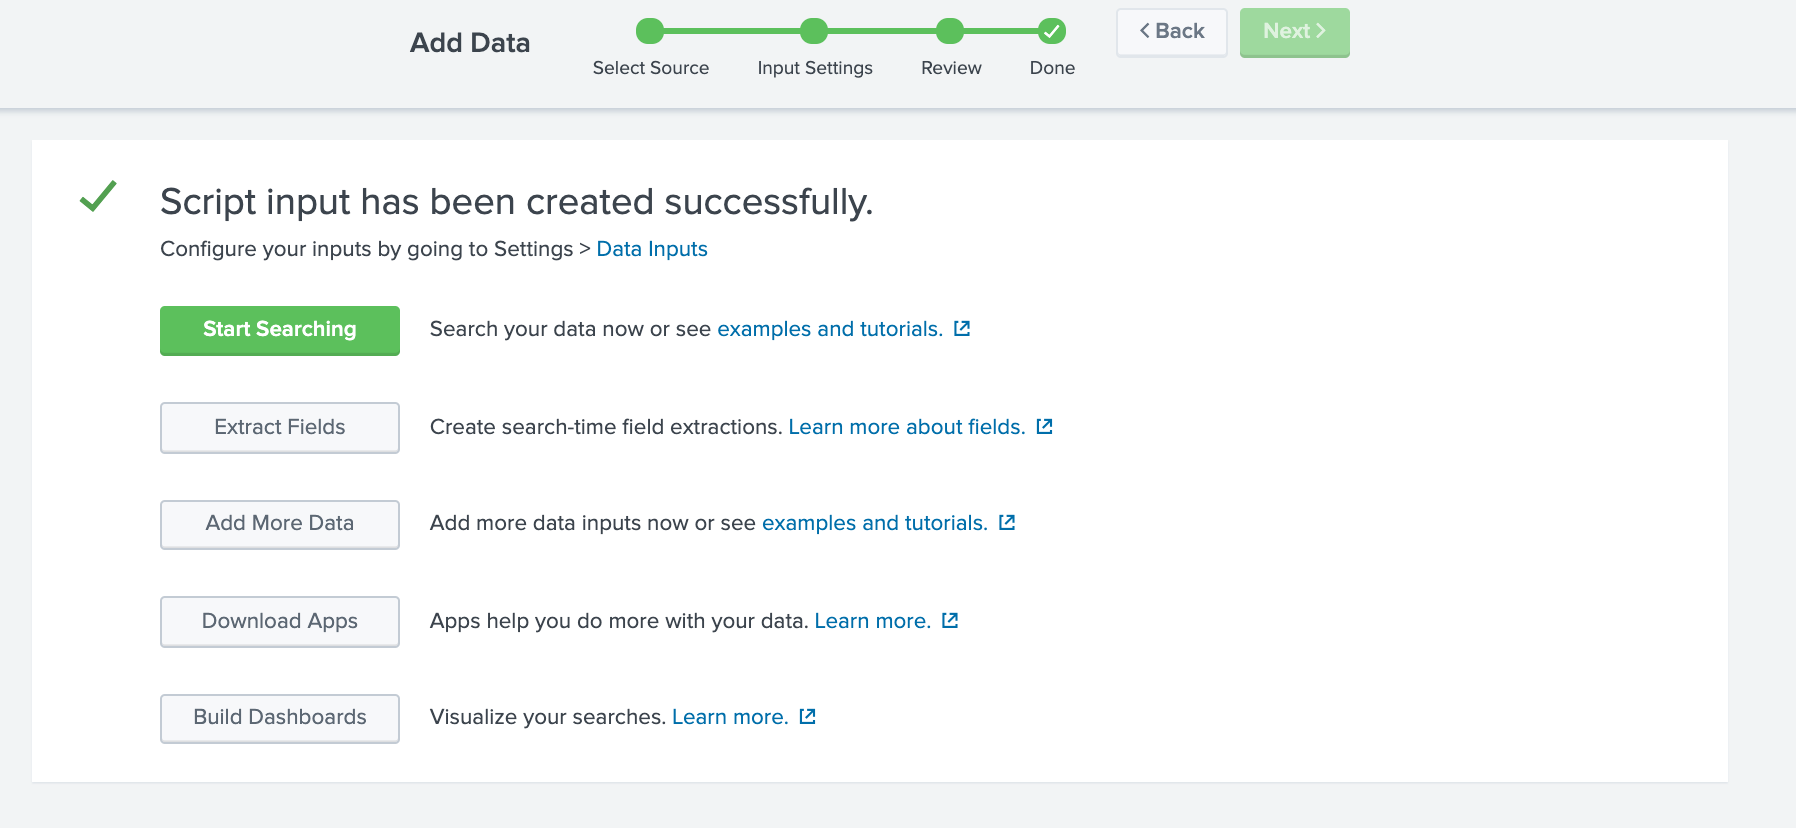 Add Data
Select Source
Input Settings
Review
Done
Back
Next
Script input has been created successfully.
Configure your inputs by going to Settings > Data Inputs
Start Searching
Search your data now or see examples and tutorials.
Extract Fields
Create search-time field extractions. Learn more about fields.
Add More Data
Add more data inputs now or see examples and tutorials.
Download Apps
Apps help you do more with your data. Learn more.
Build Dashboards
Visualize your searches. Learn more.